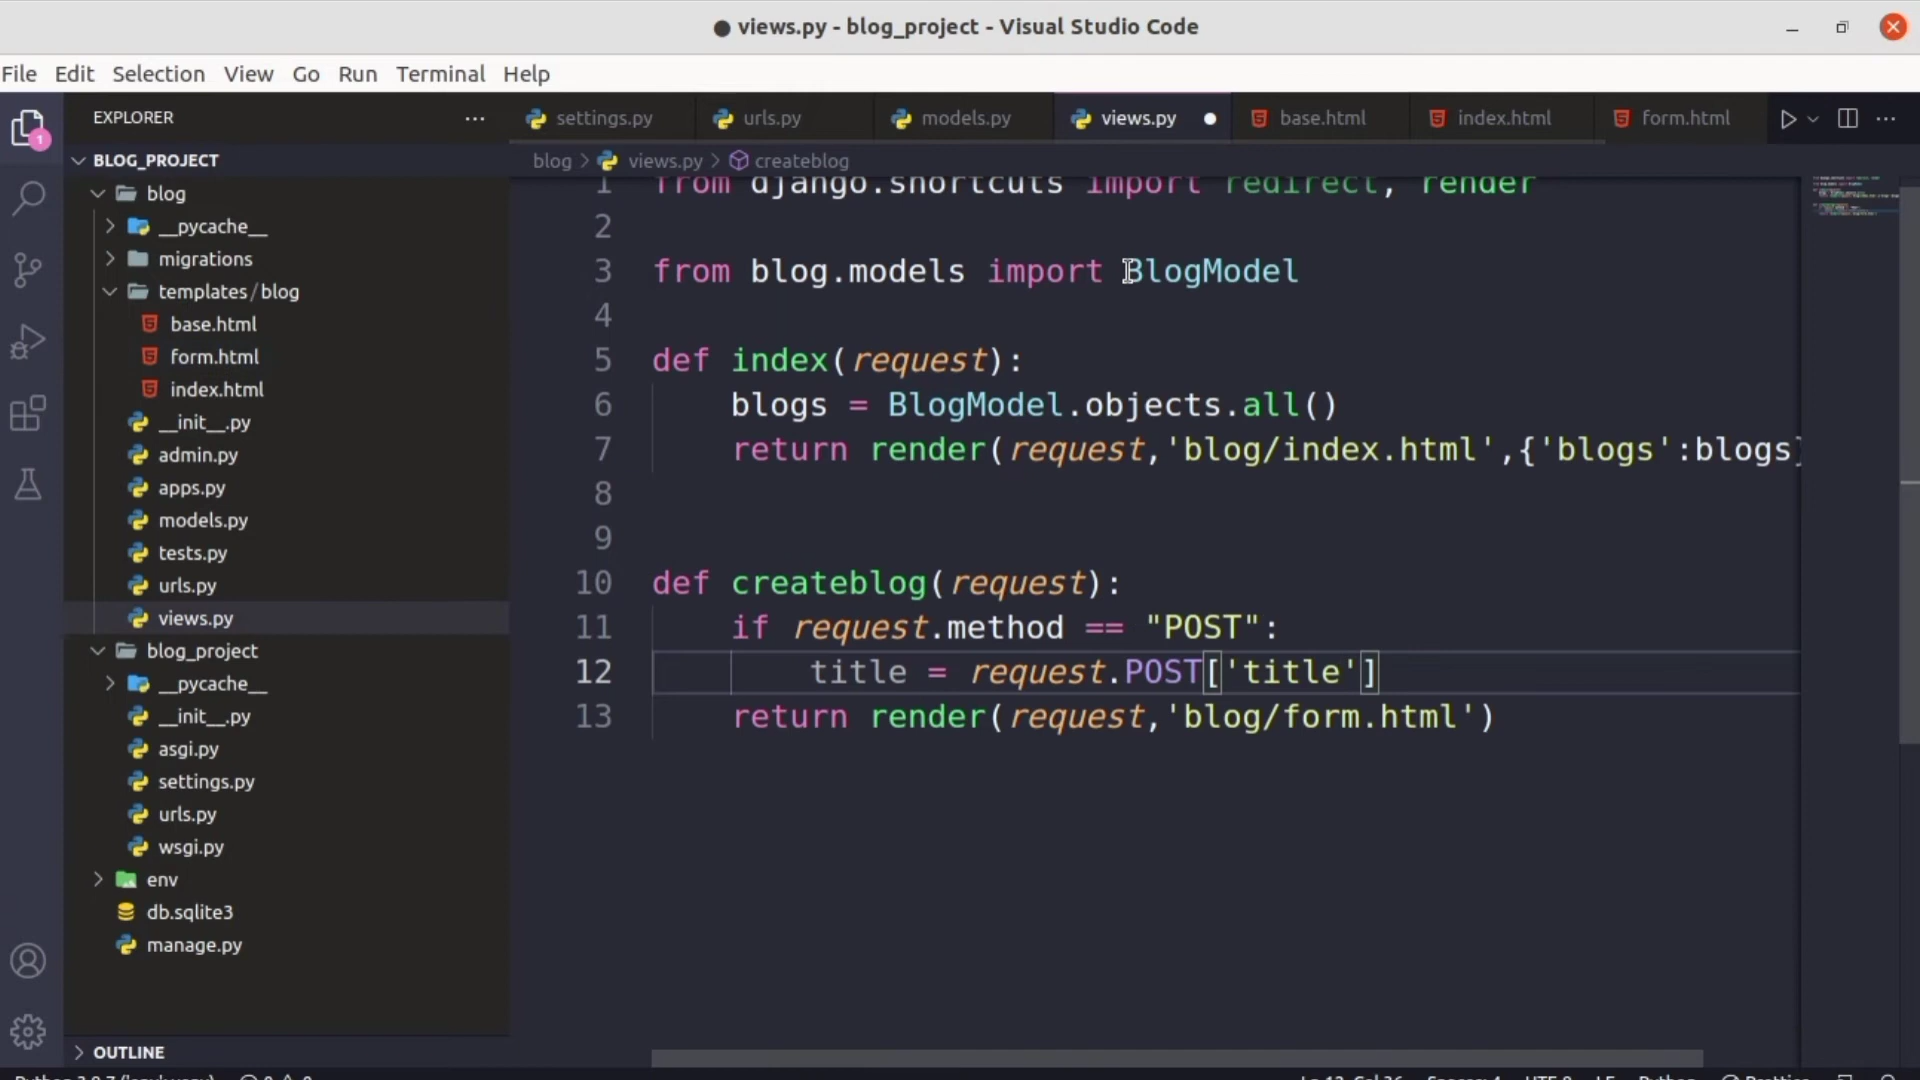 views.py - blog_project - Visual Studio Code
File Edit Selection View Go Run Terminal Help
EXPLORER
settings.py urls.py models.py views.py base.html index.html form.html
BLOG_PROJECT
blog > views.py > createblog
blog
__pycache__
migrations
templates/blog
base.html
form.html
index.html
__init__.py
admin.py
apps.py
models.py
tests.py
urls.py
views.py
blog_project
__pycache__
__init__.py
asgi.py
settings.py
urls.py
wsgi.py
env
db.sqlite3
manage.py
OUTLINE
1 from django.shortcuts import redirect, render
2
3 from blog.models import BlogModel
4
5 def index(request):
6 blogs = BlogModel.objects.all()
7 return render(request,'blog/index.html',{'blogs':blogs}
8
9
10 def createblog(request):
11 if request.method == "POST":
12 title = request.POST['title']
13 return render(request,'blog/form.html')
1